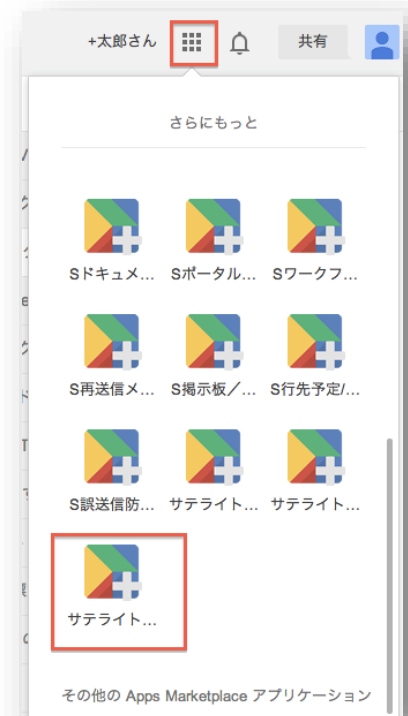 +太郎さん 共有
さらにもっと
Sドキュメ... Sポータル... Sワークフ...
S再送信メ... S掲示板／... S行先予定/...
S誤送信防... サテライト... サテライト...
サテライト...
その他の Apps Marketplace アプリケーション